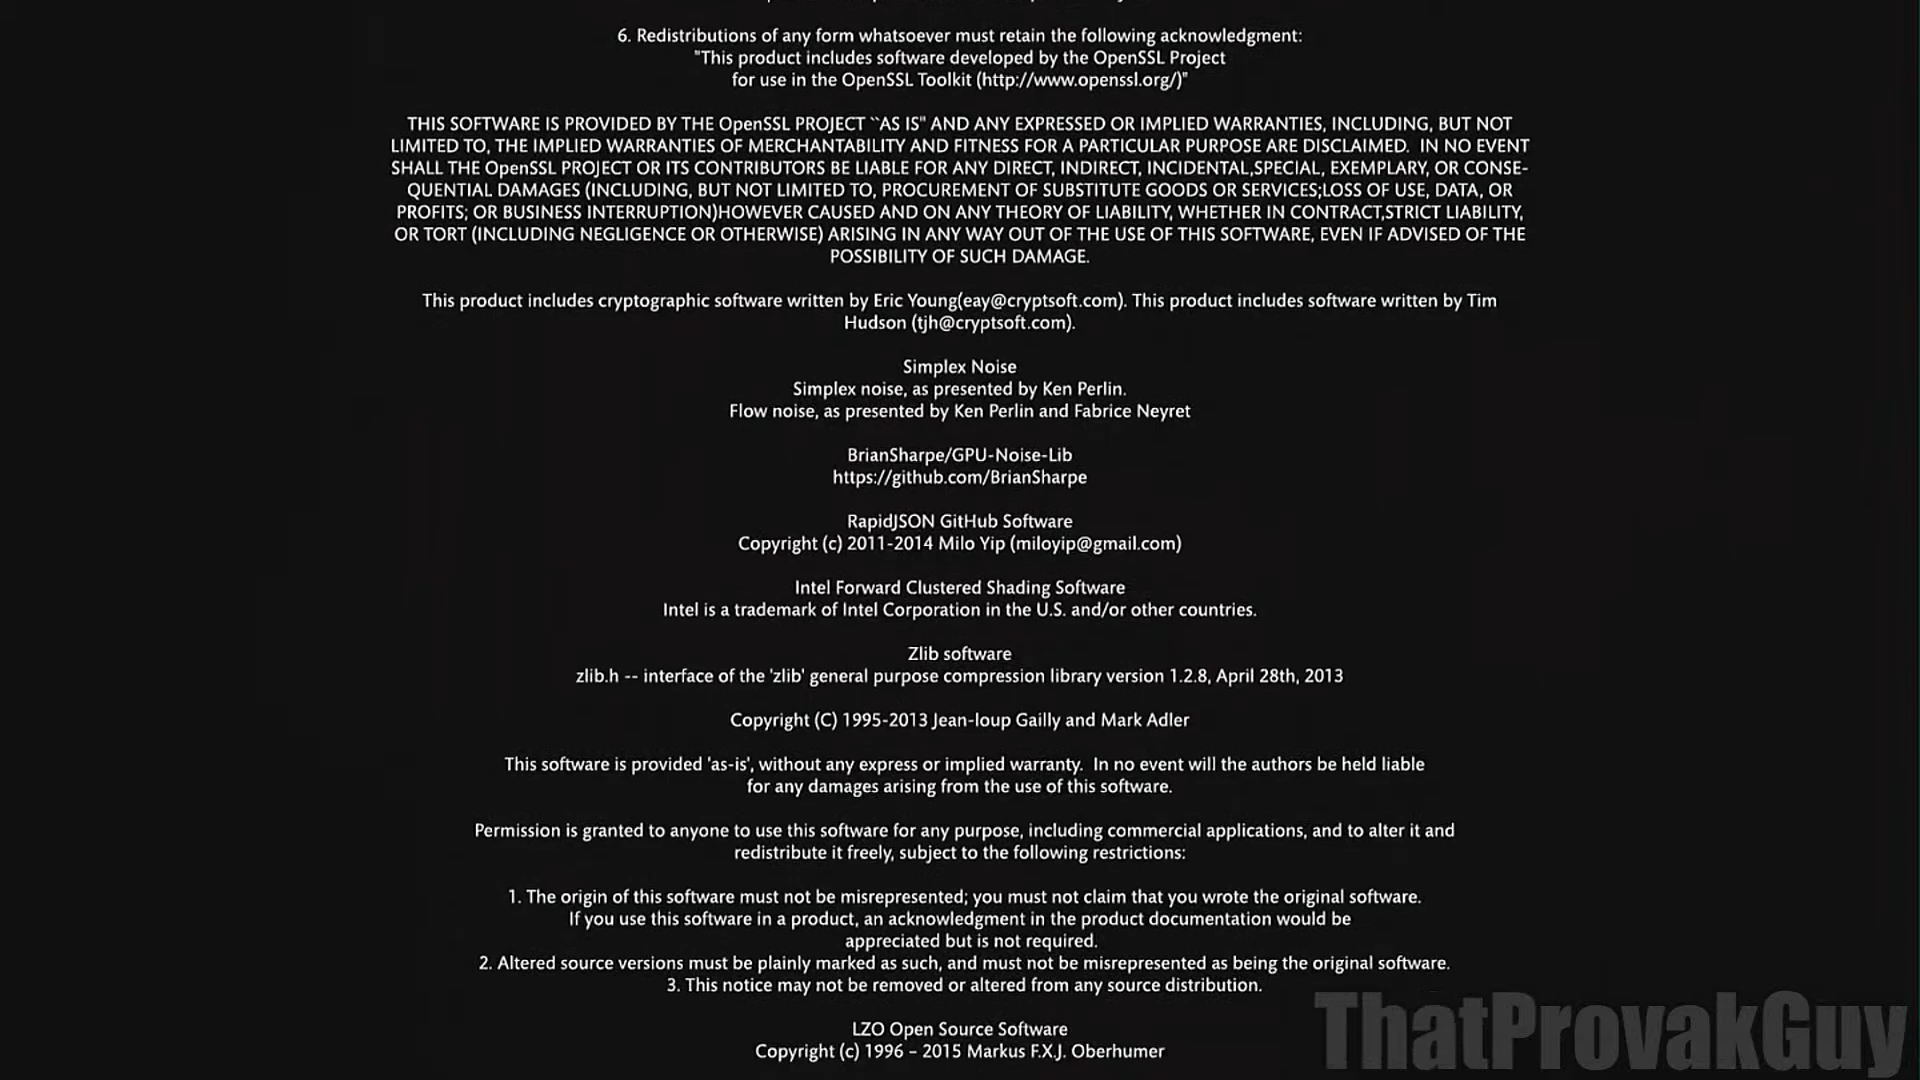 6. Redistributions of any form whatsoever must retain the following acknowledgment:
"This product includes software developed by the OpenSSL Project
for use in the OpenSSL Toolkit (http://www.openssl.org/)"
THIS SOFTWARE IS PROVIDED BY THE OpenSSL PROJECT ``AS IS" AND ANY EXPRESSED OR IMPLIED WARRANTIES, INCLUDING, BUT NOT
LIMITED TO, THE IMPLIED WARRANTIES OF MERCHANTABILITY AND FITNESS FOR A PARTICULAR PURPOSE ARE DISCLAIMED.  IN NO EVENT
SHALL THE OpenSSL PROJECT OR ITS CONTRIBUTORS BE LIABLE FOR ANY DIRECT, INDIRECT, INCIDENTAL,SPECIAL, EXEMPLARY, OR CONSE-
QUENTIAL DAMAGES (INCLUDING, BUT NOT LIMITED TO, PROCUREMENT OF SUBSTITUTE GOODS OR SERVICES;LOSS OF USE, DATA, OR
PROFITS; OR BUSINESS INTERRUPTION)HOWEVER CAUSED AND ON ANY THEORY OF LIABILITY, WHETHER IN CONTRACT,STRICT LIABILITY,
OR TORT (INCLUDING NEGLIGENCE OR OTHERWISE) ARISING IN ANY WAY OUT OF THE USE OF THIS SOFTWARE, EVEN IF ADVISED OF THE
POSSIBILITY OF SUCH DAMAGE.
This product includes cryptographic software written by Eric Young(eay@cryptsoft.com). This product includes software written by Tim
Hudson (tjh@cryptsoft.com).
Simplex Noise
Simplex noise, as presented by Ken Perlin.
Flow noise, as presented by Ken Perlin and Fabrice Neyret
BrianSharpe/GPU-Noise-Lib
https://github.com/BrianSharpe
RapidJSON GitHub Software
Copyright (c) 2011-2014 Milo Yip (miloyip@gmail.com)
Intel Forward Clustered Shading Software
Intel is a trademark of Intel Corporation in the U.S. and/or other countries.
Zlib software
zlib.h -- interface of the 'zlib' general purpose compression library version 1.2.8, April 28th, 2013
Copyright (C) 1995-2013 Jean-loup Gailly and Mark Adler
This software is provided 'as-is', without any express or implied warranty.  In no event will the authors be held liable
for any damages arising from the use of this software.
Permission is granted to anyone to use this software for any purpose, including commercial applications, and to alter it and
redistribute it freely, subject to the following restrictions:
1. The origin of this software must not be misrepresented; you must not claim that you wrote the original software.
If you use this software in a product, an acknowledgment in the product documentation would be
appreciated but is not required.
2. Altered source versions must be plainly marked as such, and must not be misrepresented as being the original software.
3. This notice may not be removed or altered from any source distribution.
LZO Open Source Software
Copyright (c) 1996 – 2015 Markus F.X.J. Oberhumer
ThatProvakGuy